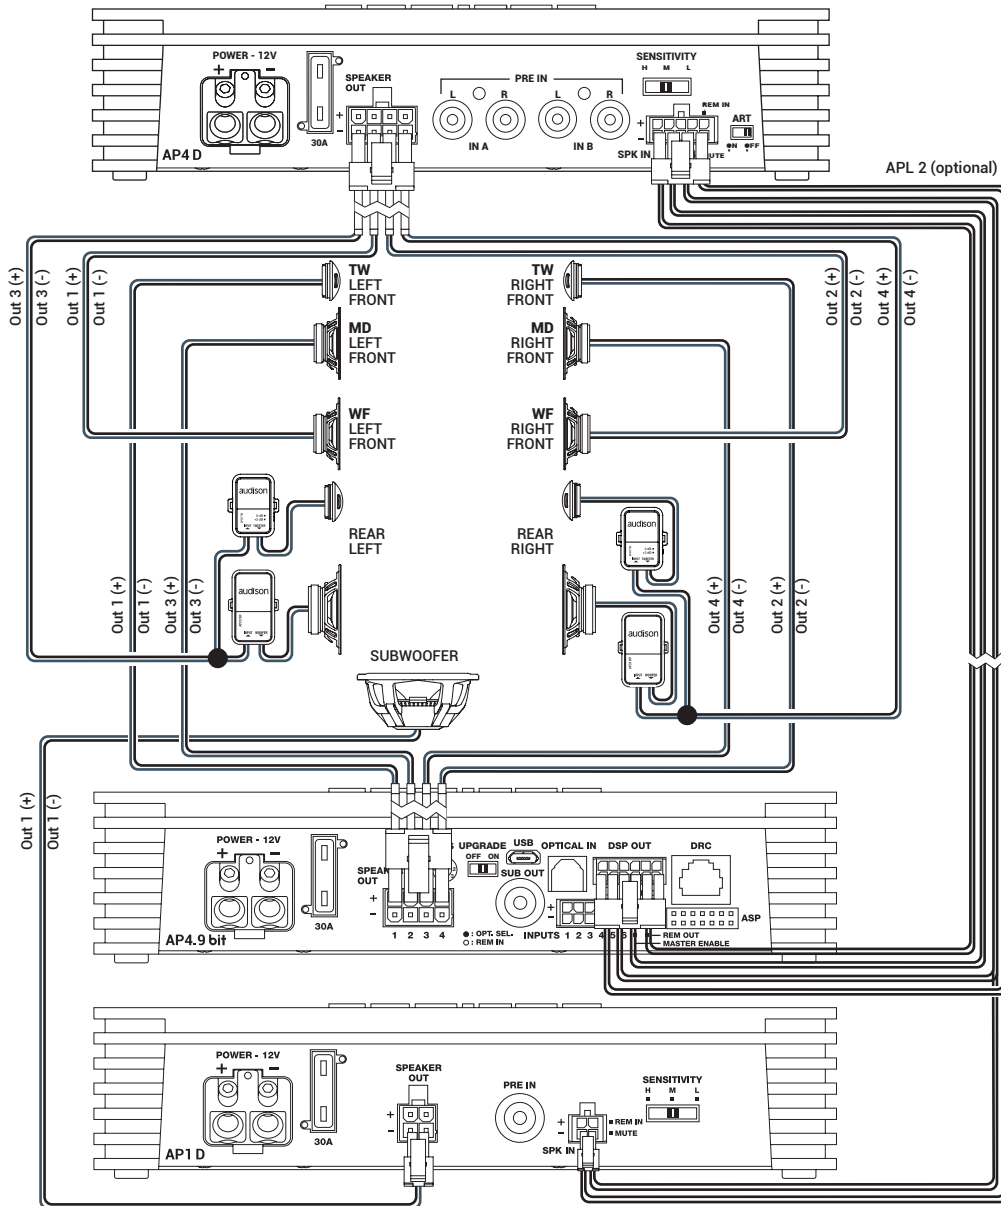 POWER - 12V
+ -
30A
AP4 D
SPEAKER
OUT
+
-
PRE IN
L R L R
IN A IN B
SENSITIVITY
H M L
REM IN
ART
ON OFF
+
-
SPK IN
UTE
APL 2 (optional)
Out 3 (+)
Out 3 (-)
Out 1 (+)
Out 1 (-)
TW
LEFT
FRONT
TW
RIGHT
FRONT
Out 2 (+)
Out 2 (-)
Out 4 (+)
Out 4 (-)
MD
LEFT
FRONT
MD
RIGHT
FRONT
WF
LEFT
FRONT
WF
RIGHT
FRONT
audison
audison
REAR
LEFT
REAR
RIGHT
audison
audison
Out 1 (+)
Out 1 (-)
Out 3 (+)
Out 3 (-)
Out 4 (+)
Out 4 (-)
Out 2 (+)
Out 2 (-)
SUBWOOFER
Out 1 (+)
Out 1 (-)
POWER - 12V
+ -
30A
AP4.9 bit
SPEAK
OUT
+
-
1 2 3 4
UPGRADE
OFF ON
USB
SUB OUT
OPTICAL IN
DSP OUT
DRC
+
-
ASP
●: OPT. SEL.
○: REM IN
INPUTS 1 2 3 4 5 6
REM OUT
MASTER ENABLE
POWER - 12V
+ -
30A
AP1 D
SPEAKER
OUT
+
-
PRE IN
SENSITIVITY
H M L
+
-
REM IN
MUTE
SPK IN